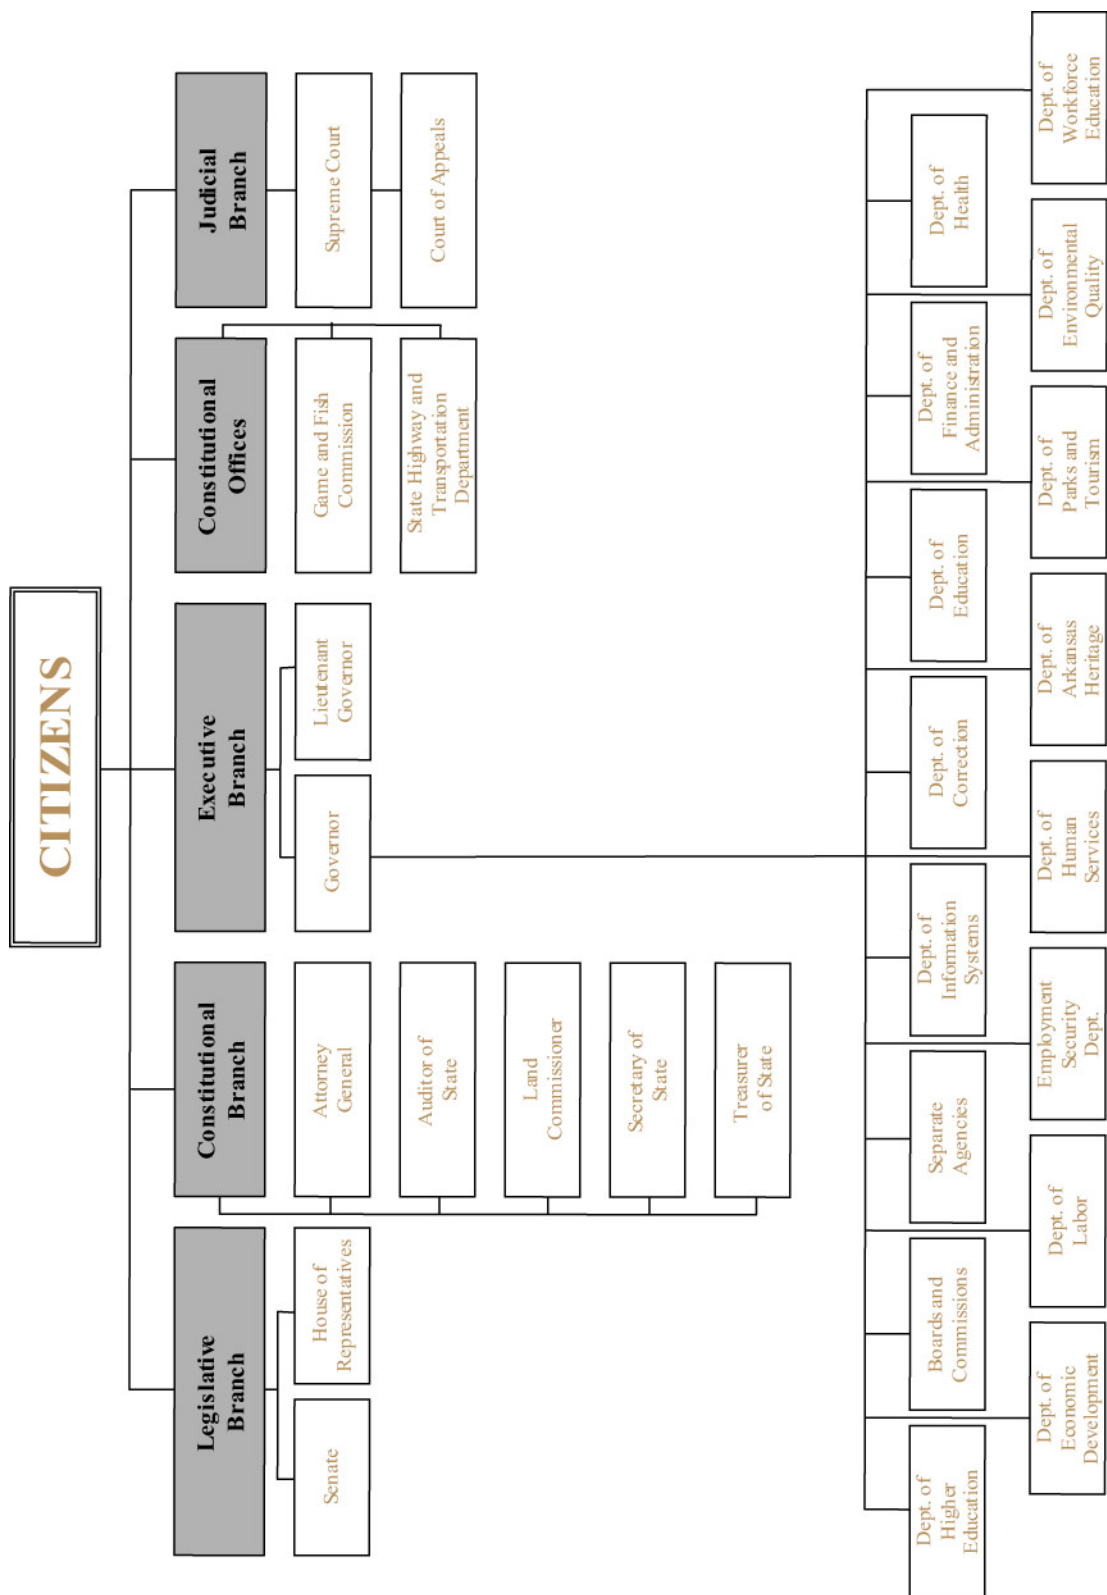 CITIZENS
Legislative
Branch
Constitutional
Branch
Executive
Branch
Constitutional
Offices
Judicial
Branch
Senate
House of
Representatives
Attorney
General
Auditor of
State
Land
Commissioner
Secretary of
State
Treasurer
of State
Governor
Lieutenant
Governor
Game and Fish
Commission
State Highway and
Transportation
Department
Supreme Court
Court of Appeals
Dept. of
Higher
Education
Boards and
Commissions
Separate
Agencies
Dept. of
Information
Systems
Dept. of
Correction
Dept. of
Education
Dept. of
Finance and
Administration
Dept. of
Health
Dept. of
Economic
Development
Dept. of
Labor
Employment
Security
Dept.
Dept. of
Human
Services
Dept. of
Arkansas
Heritage
Dept. of
Parks and
Tourism
Dept. of
Environmental
Quality
Dept. of
Workforce
Education